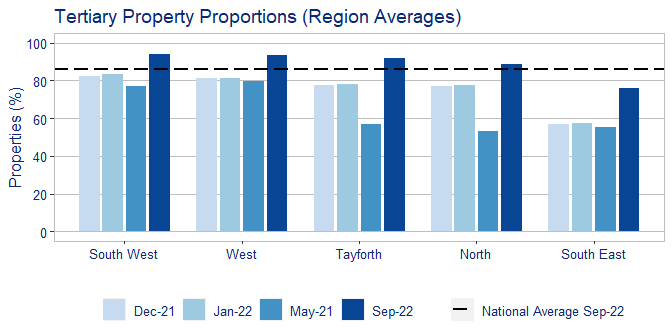 Tertiary Property Proportions (Region Averages)
Properties (%)
100
80
60
40
20
0
South West West Tayforth North South East
Dec-21 Jan-22 May-21 Sep-22 National Average Sep-22